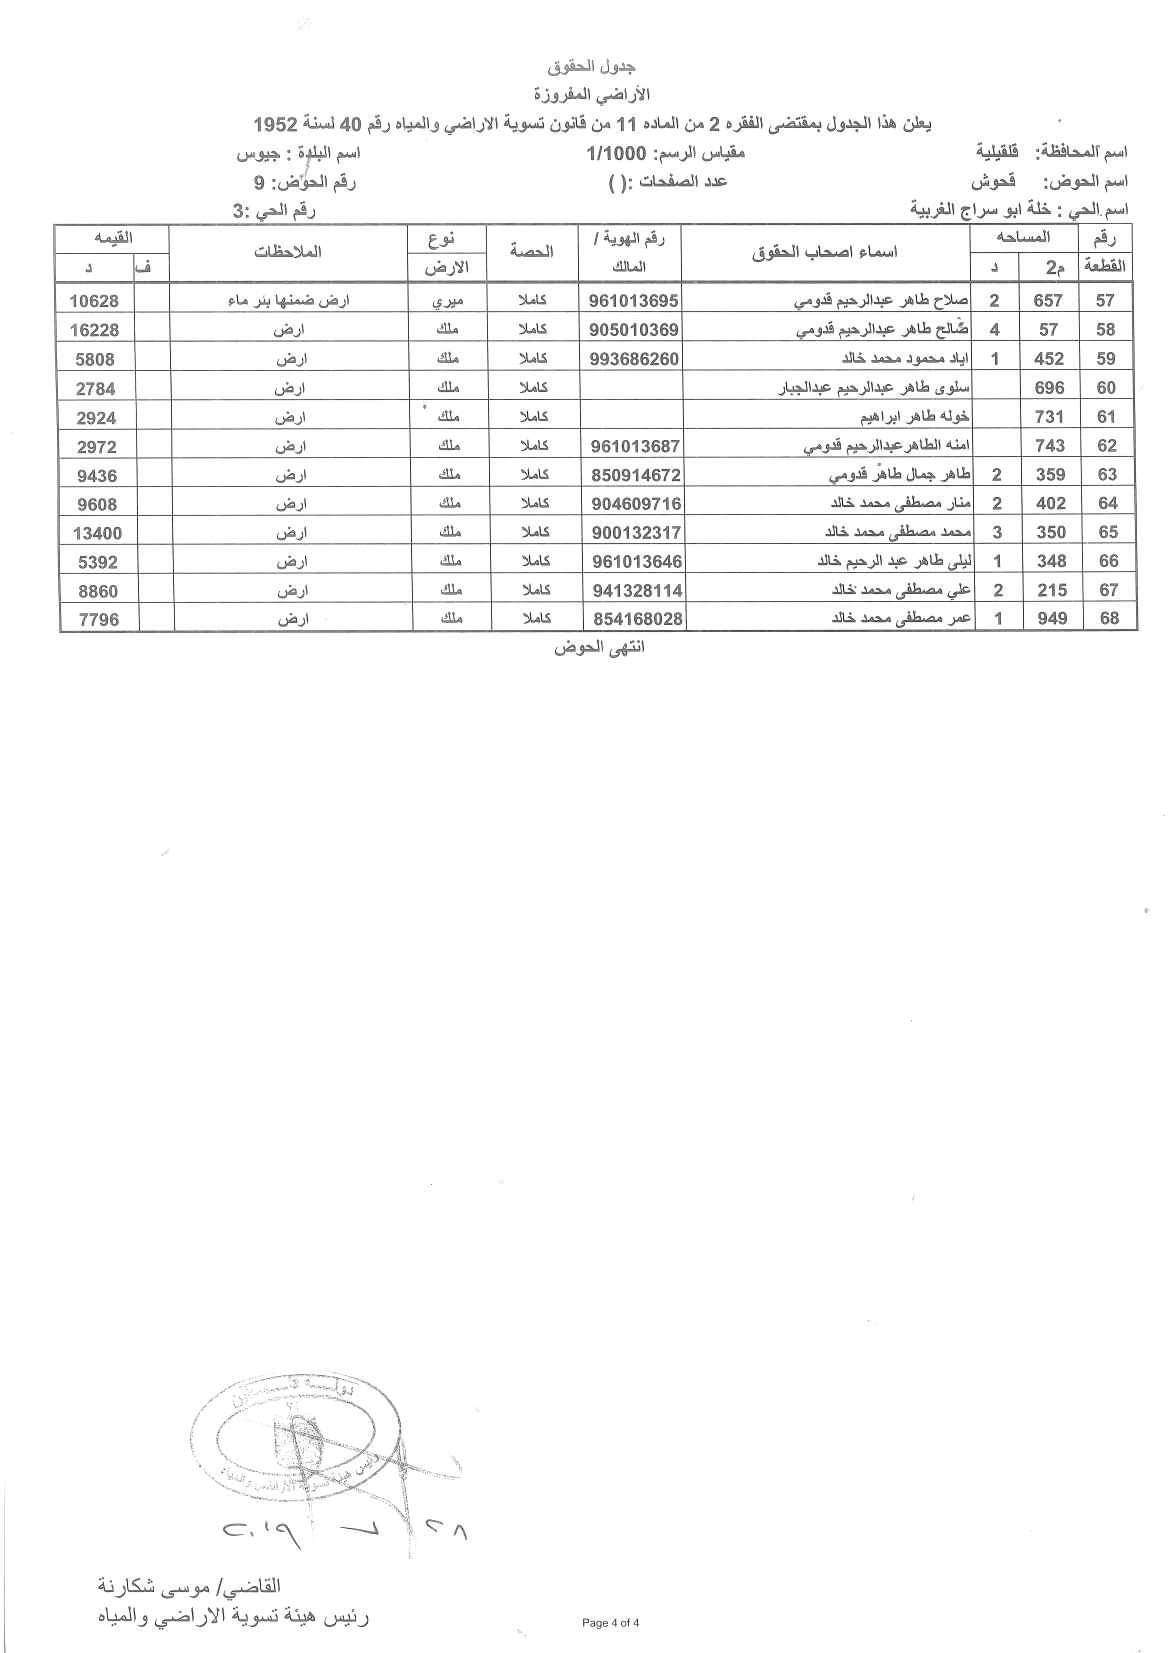 جدول الحقوق
الأراضي المفروزة
يعلن هذا الجدول بمقتضى الفقره 2 من الماده 11 من قانون تسوية الاراضي والمياه رقم 40 لسنة 1952
اسم المحافظة: قلقيلية مقياس الرسم: 1/1000 اسم البلدة : جيوس
اسم الحوض: قحوش عدد الصفحات :( ) رقم الحوض: 9
اسم الحي : خلة ابو سراج الغربية رقم الحي :3
رقم القطعة المساحه م2 د اسماء اصحاب الحقوق رقم الهوية / المالك الحصة نوع الارض الملاحظات القيمه ف د
57 657 2 صلاح طاهر عبدالرحيم قدومي 961013695 كاملا ميري ارض ضمنها بئر ماء 10628
58 57 4 صالح طاهر عبدالرحيم قدومي 905010369 كاملا ملك ارض 16228
59 452 1 اياد محمود محمد خالد 993686260 كاملا ملك ارض 5808
60 696 سلوى طاهر عبدالرحيم عبدالجبار كاملا ملك ارض 2784
61 731 خوله طاهر ابراهيم كاملا ملك ارض 2924
62 743 امنه الطاهرعبدالرحيم قدومي 961013687 كاملا ملك ارض 2972
63 359 2 طاهر جمال طاهر قدومي 850914672 كاملا ملك ارض 9436
64 402 2 منار مصطفى محمد خالد 904609716 كاملا ملك ارض 9608
65 350 3 محمد مصطفى محمد خالد 900132317 كاملا ملك ارض 13400
66 348 1 ليلى طاهر عبد الرحيم خالد 961013646 كاملا ملك ارض 5392
67 215 2 علي مصطفى محمد خالد 941328114 كاملا ملك ارض 8860
68 949 1 عمر مصطفى محمد خالد 854168028 كاملا ملك ارض 7796
انتهى الحوض
دولة فلسطين
رئيس هيئة تسوية الاراضي والمياه
القاضي/ موسى شكارنة
رئيس هيئة تسوية الاراضي والمياه
Page 4 of 4